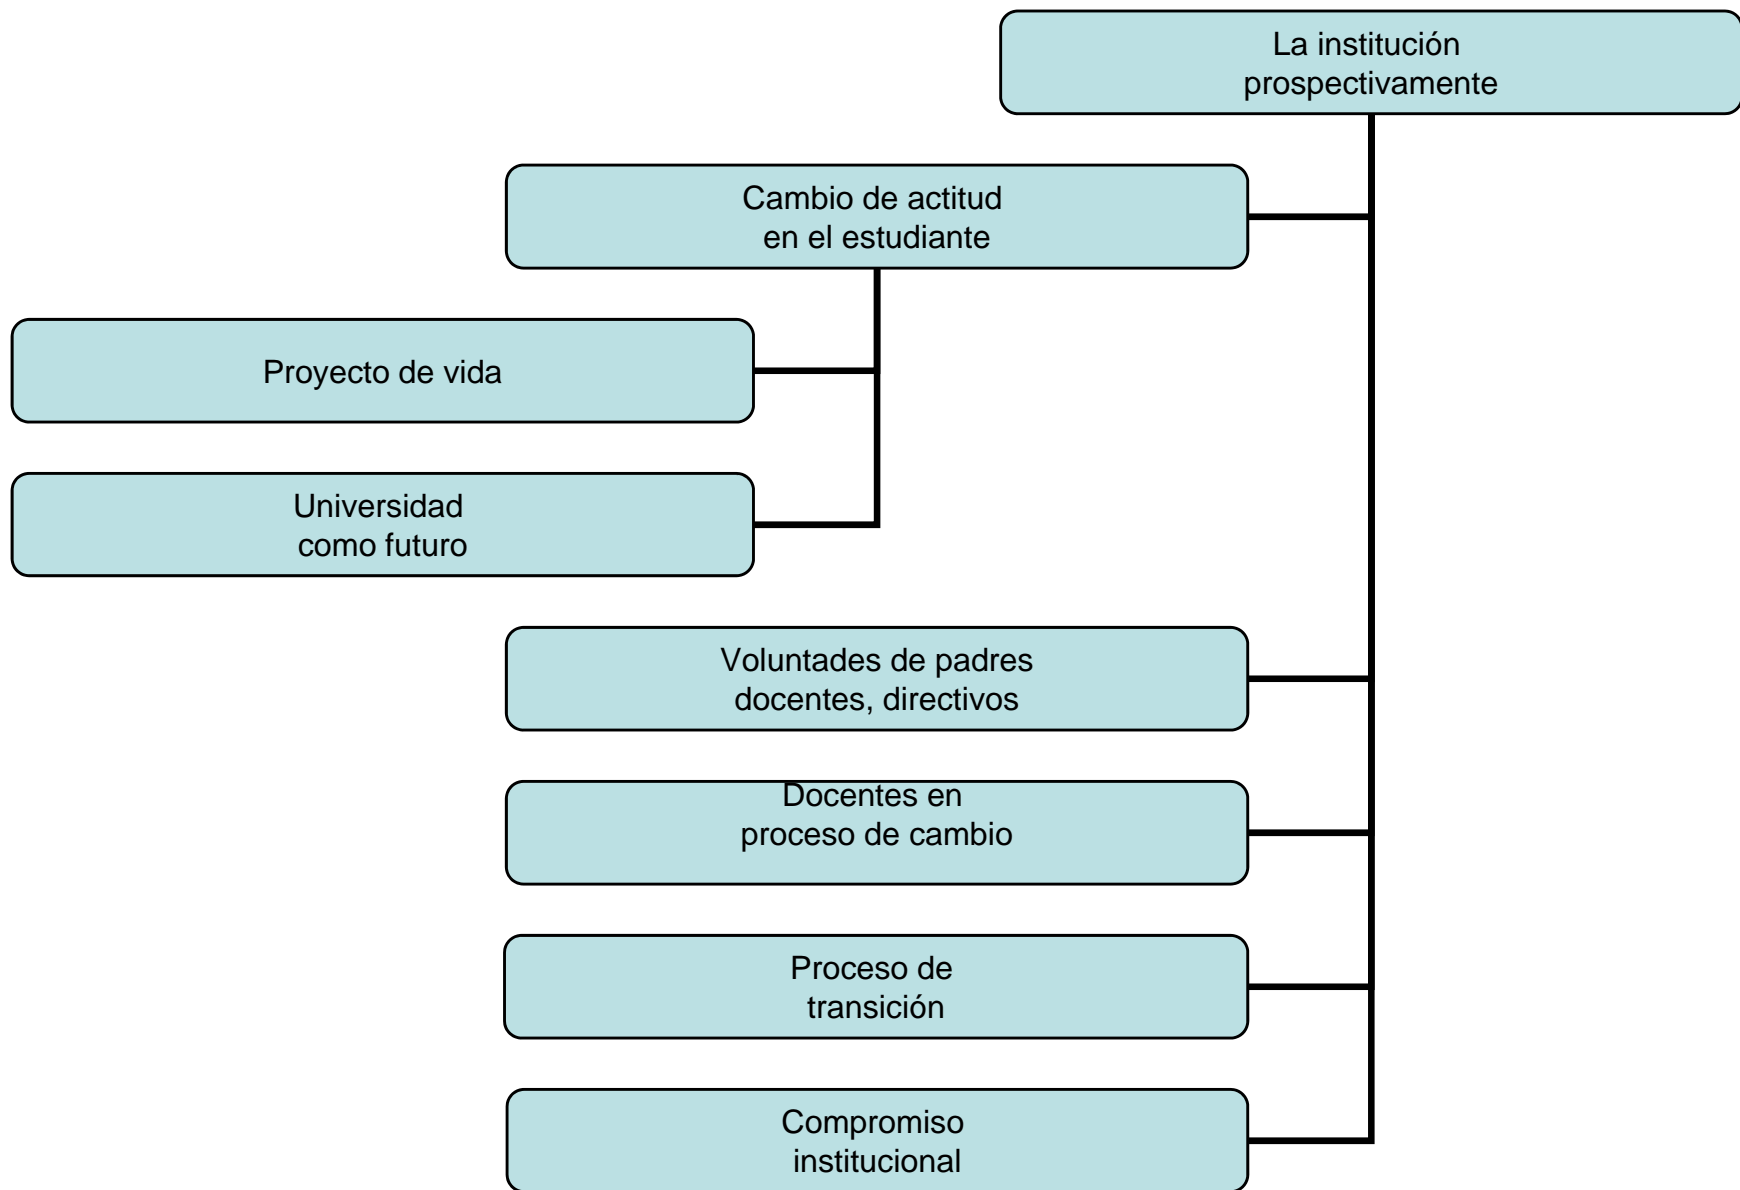 La institución
prospectivamente
Cambio de actitud
en el estudiante
Proyecto de vida
Universidad
como futuro
Voluntades de padres
docentes, directivos
Docentes en
proceso de cambio
Proceso de
transición
Compromiso
institucional